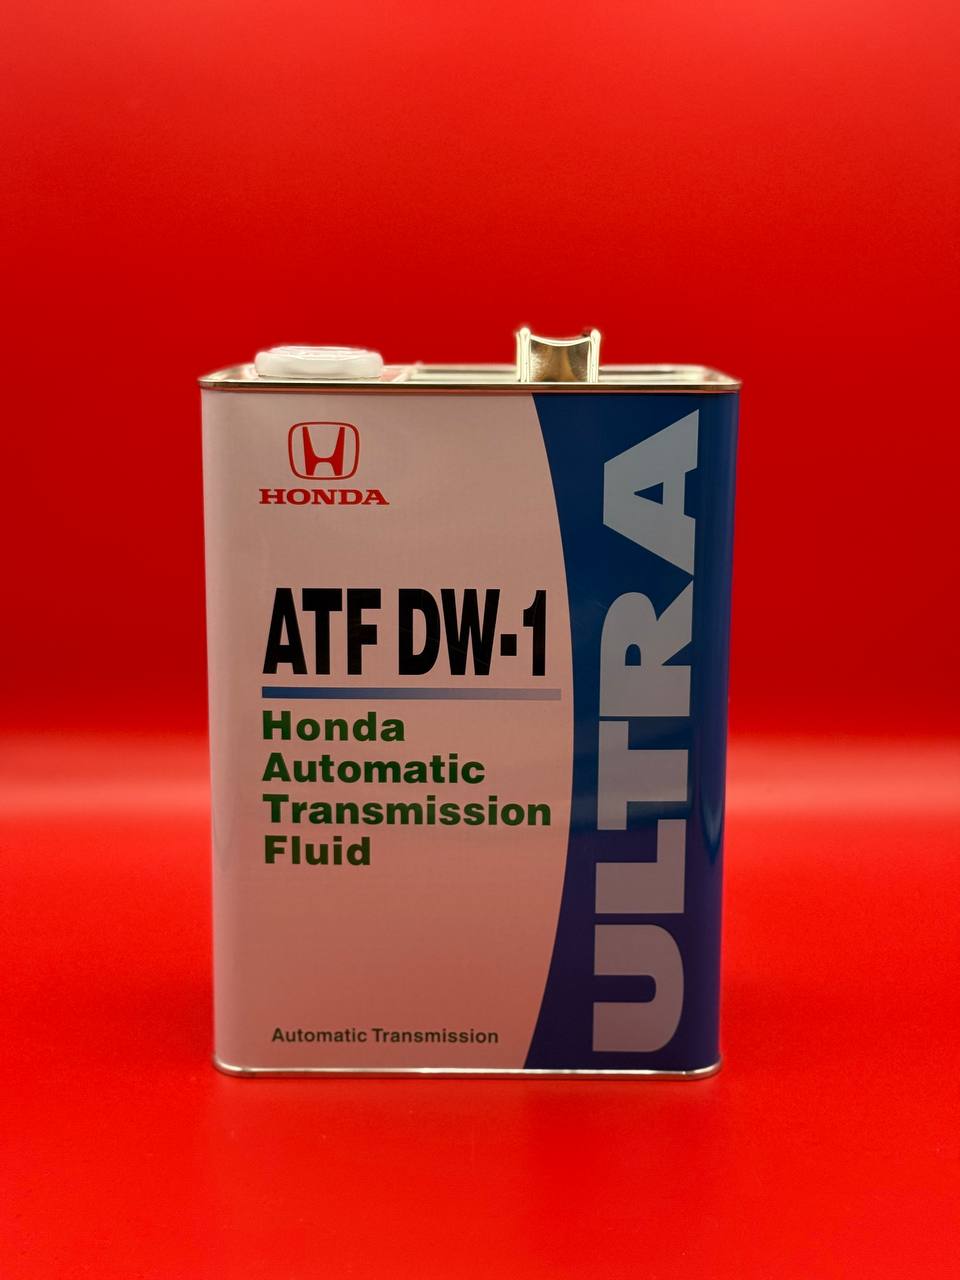 HONDA
ATF DW-1
Honda
Automatic
Transmission
Fluid
Automatic Transmission
ULTRA